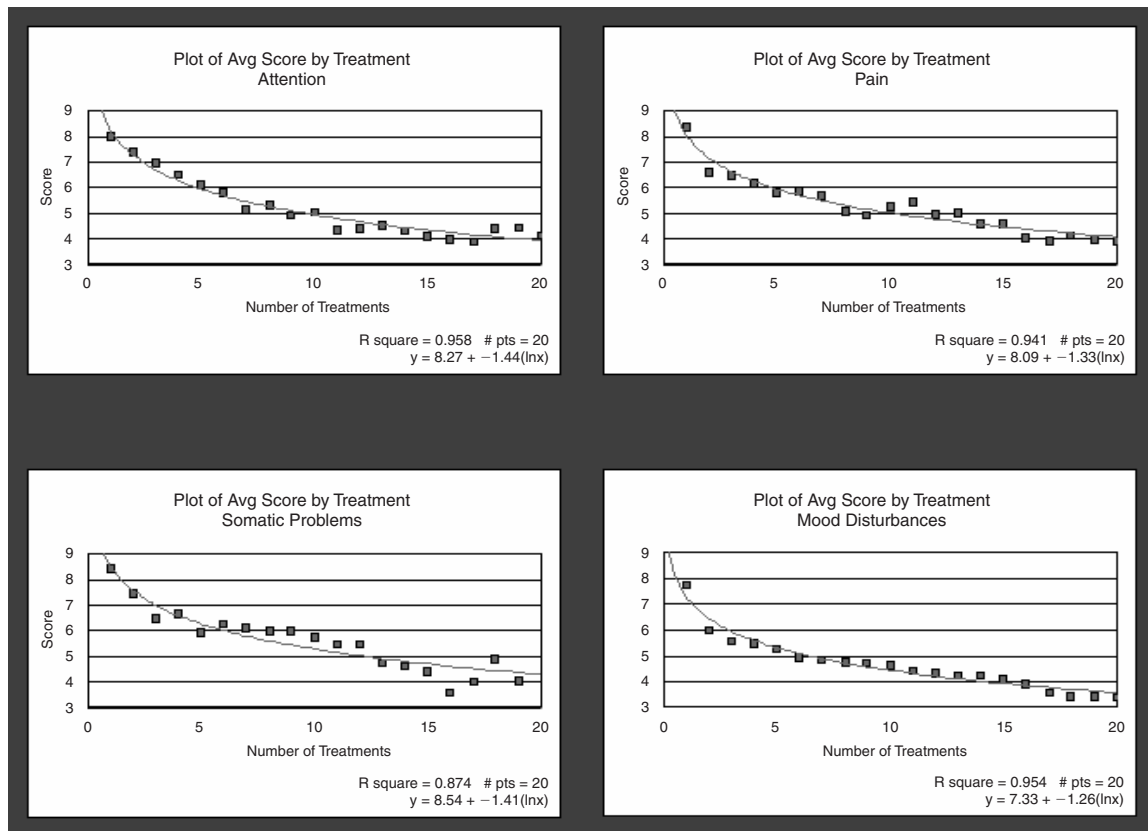 Plot of Avg Score by Treatment
Attention
9
8
7
6
5
4
3
Score
0 5 10 15 20
Number of Treatments
R square = 0.958 # pts = 20
y = 8.27 + −1.44(lnx)
Plot of Avg Score by Treatment
Pain
9
8
7
6
5
4
3
Score
0 5 10 15 20
Number of Treatments
R square = 0.941 # pts = 20
y = 8.09 + −1.33(lnx)
Plot of Avg Score by Treatment
Somatic Problems
9
8
7
6
5
4
3
Score
0 5 10 15 20
Number of Treatments
R square = 0.874 # pts = 20
y = 8.54 + −1.41(lnx)
Plot of Avg Score by Treatment
Mood Disturbances
9
8
7
6
5
4
3
Score
0 5 10 15 20
Number of Treatments
R square = 0.954 # pts = 20
y = 7.33 + −1.26(lnx)